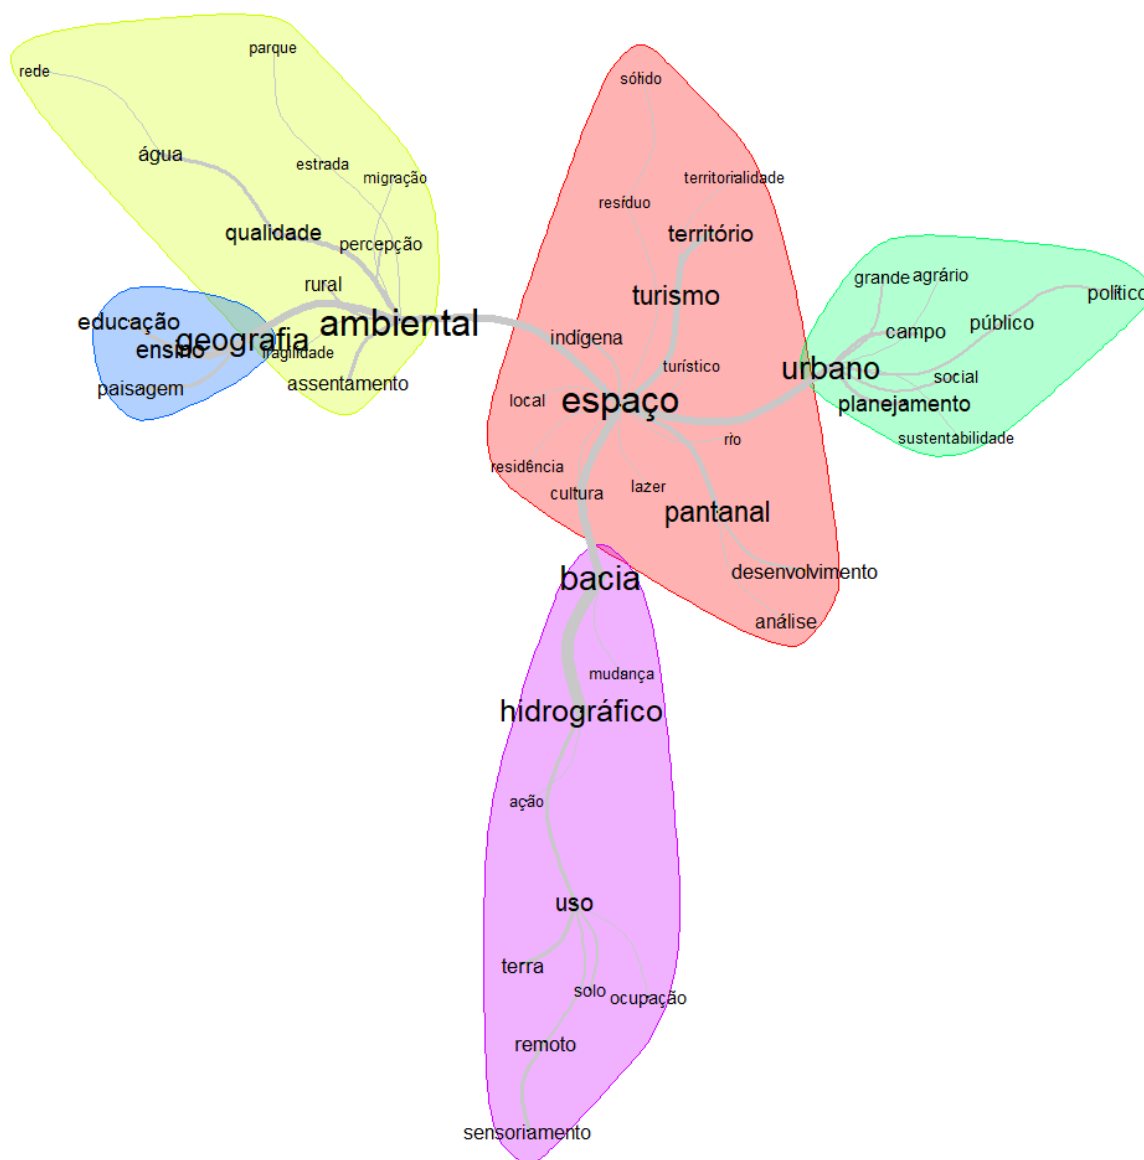 parque
rede
sólido
água
estrada
migração
territorialidade
resíduo
qualidade
percepção
território
grande
agrário
rural
turismo
político
educação
geografia
ambiental
indígena
público
campo
ensino
fragilidade
turístico
urbano
social
paisagem
assentamento
local
espaço
planejamento
rio
sustentabilidade
residência
cultura
lazer
pantanal
bacia
desenvolvimento
análise
mudança
hidrográfico
ação
uso
terra
solo
ocupação
remoto
sensoriamento